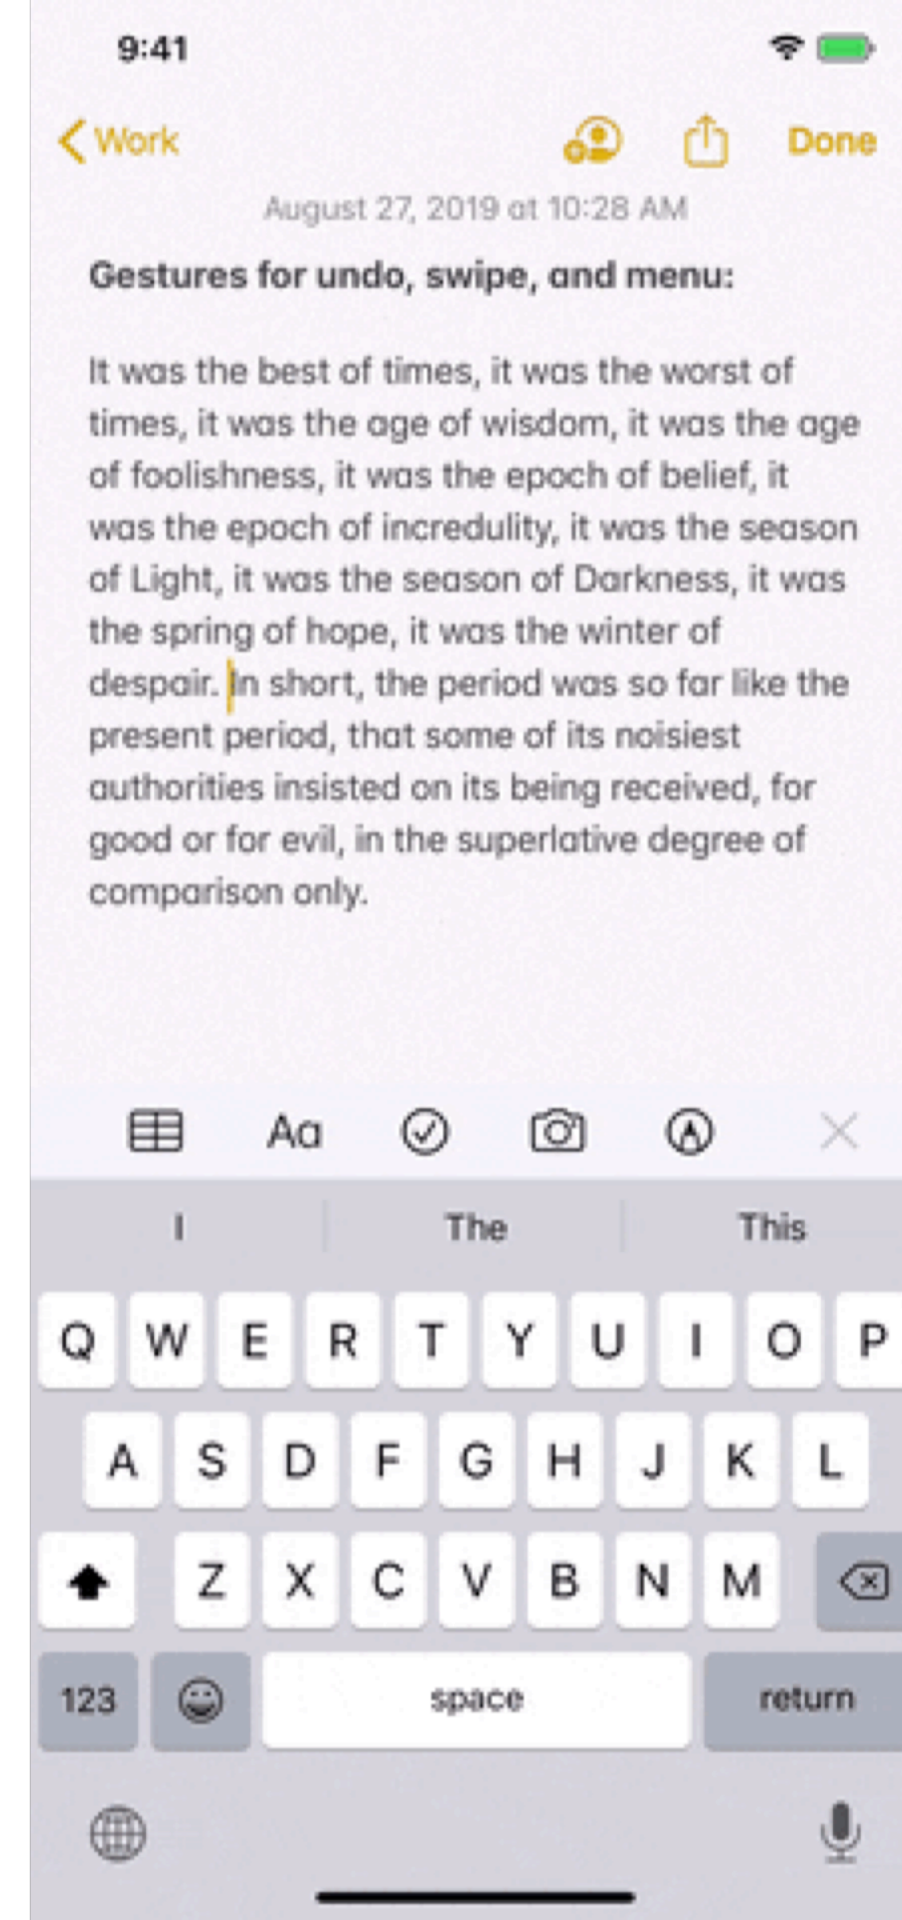 9:41
Work
Done
August 27, 2019 at 10:28 AM
Gestures for undo, swipe, and menu:
It was the best of times, it was the worst of
times, it was the age of wisdom, it was the age
of foolishness, it was the epoch of belief, it
was the epoch of incredulity, it was the season
of Light, it was the season of Darkness, it was
the spring of hope, it was the winter of
despair. In short, the period was so far like the
present period, that some of its noisiest
authorities insisted on its being received, for
good or for evil, in the superlative degree of
comparison only.
Aa
I The This
Q W E R T Y U I O P
A S D F G H J K L
Z X C V B N M
123 space return